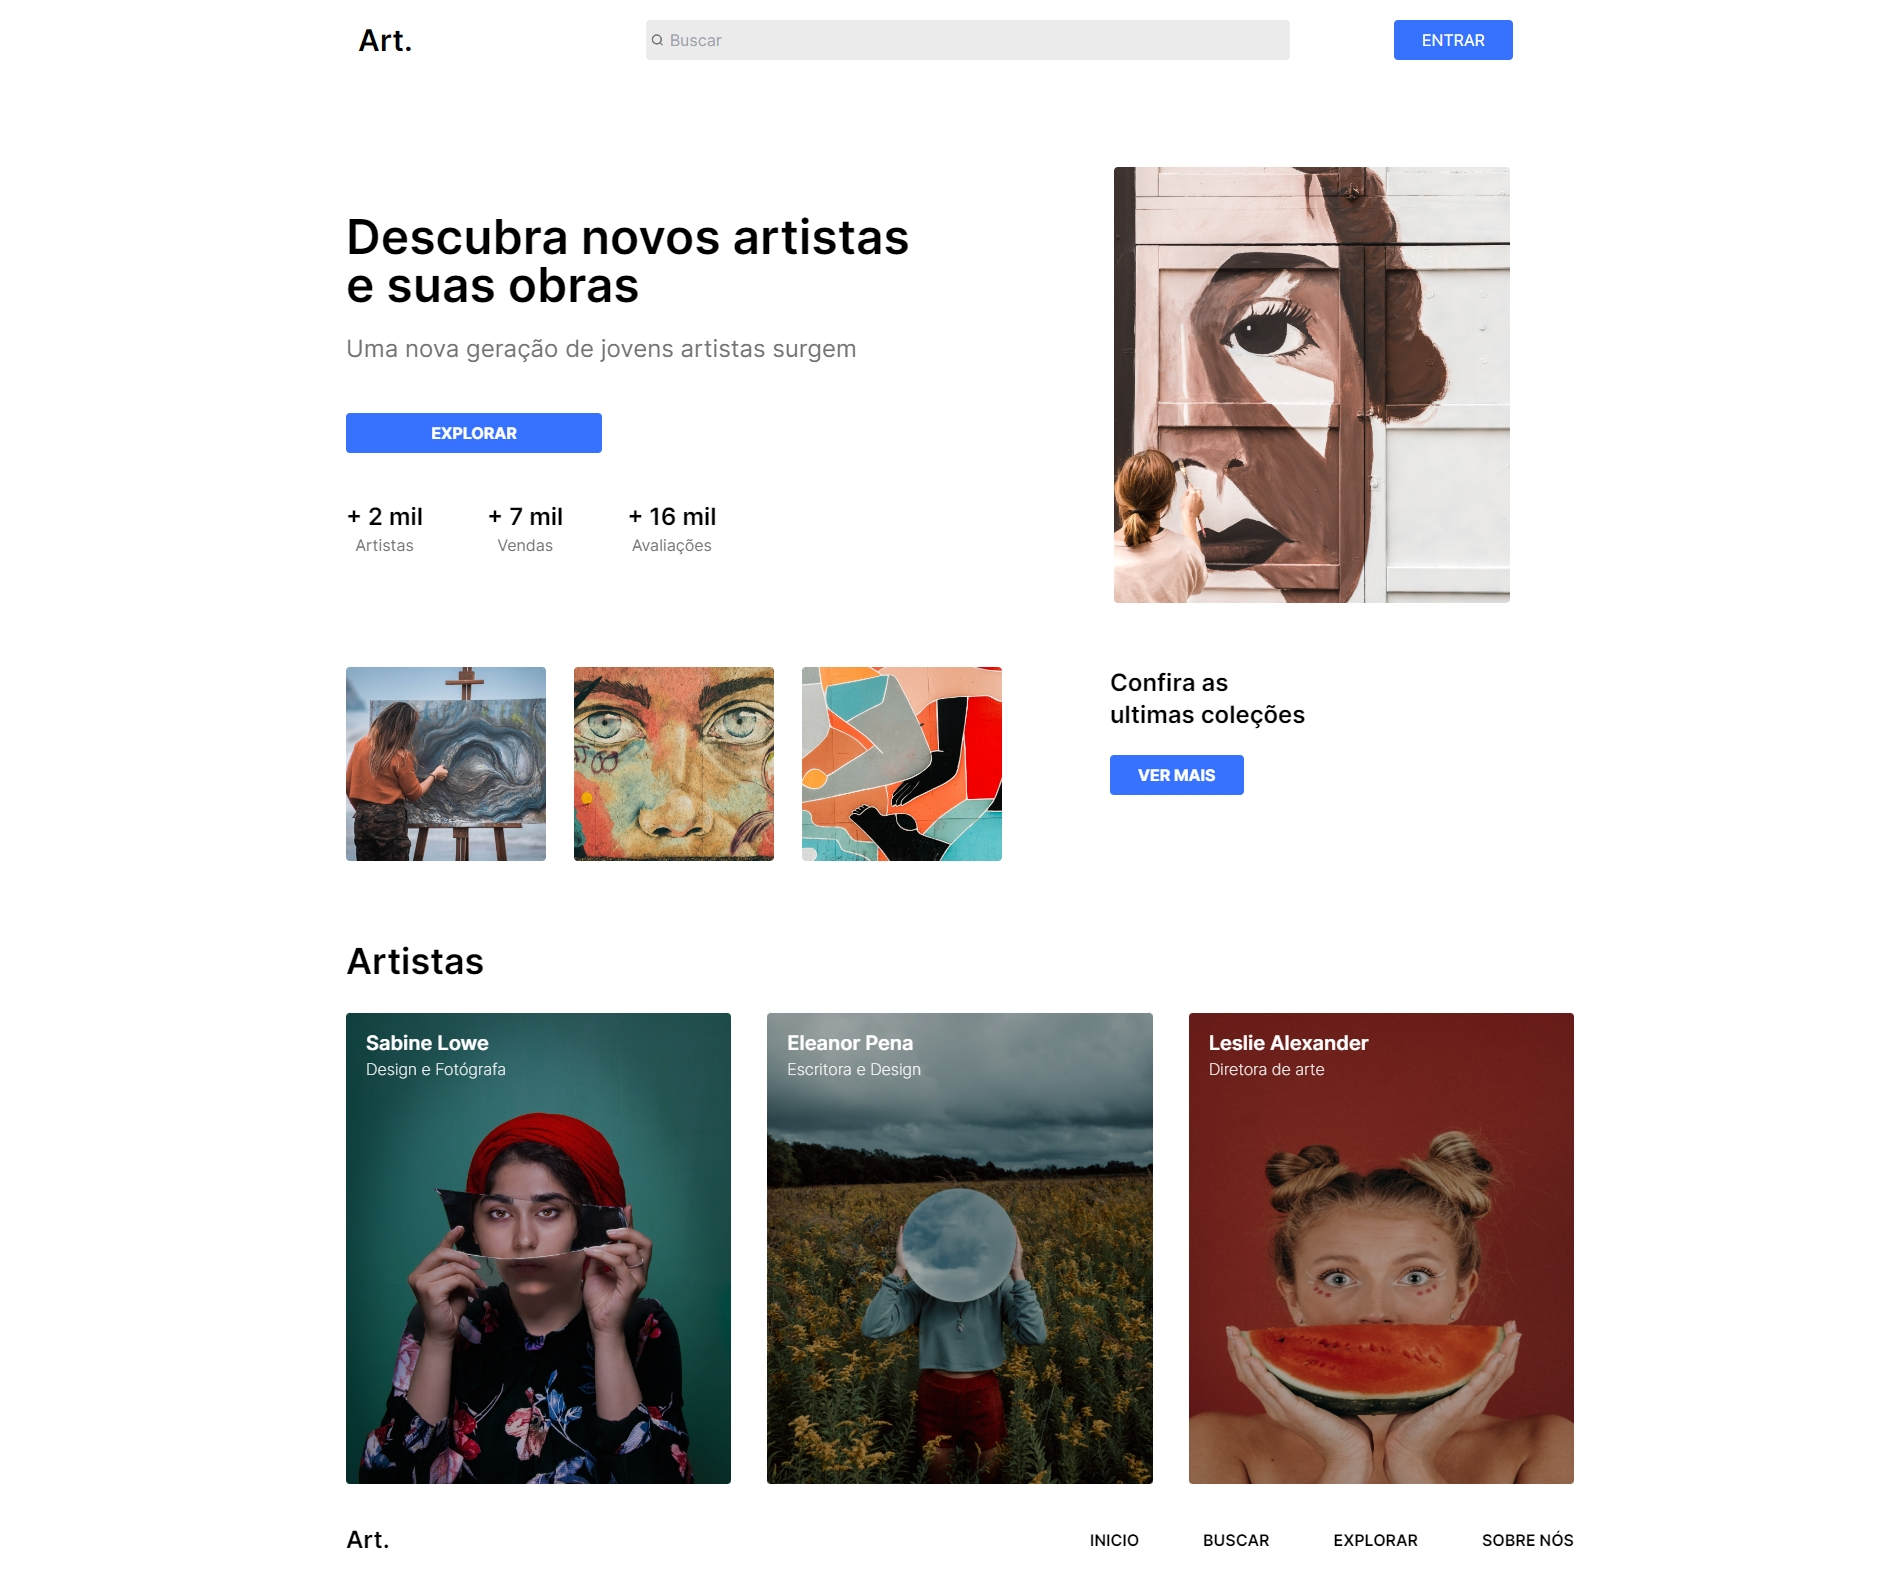 Art.
Buscar
ENTRAR
Descubra novos artistas
e suas obras
Uma nova geração de jovens artistas surgem
EXPLORAR
+ 2 mil
Artistas
+ 7 mil
Vendas
+ 16 mil
Avaliações
Confira as
ultimas coleções
VER MAIS
Artistas
Sabine Lowe
Design e Fotógrafa
Eleanor Pena
Escritora e Design
Leslie Alexander
Diretora de arte
Art.
INICIO
BUSCAR
EXPLORAR
SOBRE NÓS